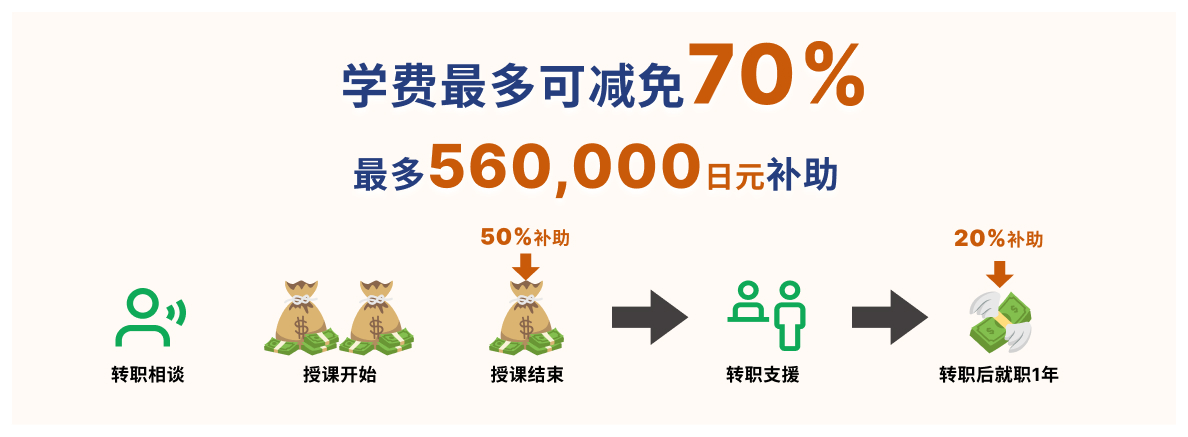 学费最多可减免70%
最多560,000日元补助
50%补助
20%补助
转职相谈
授课开始
授课结束
转职支援
转职后就职1年